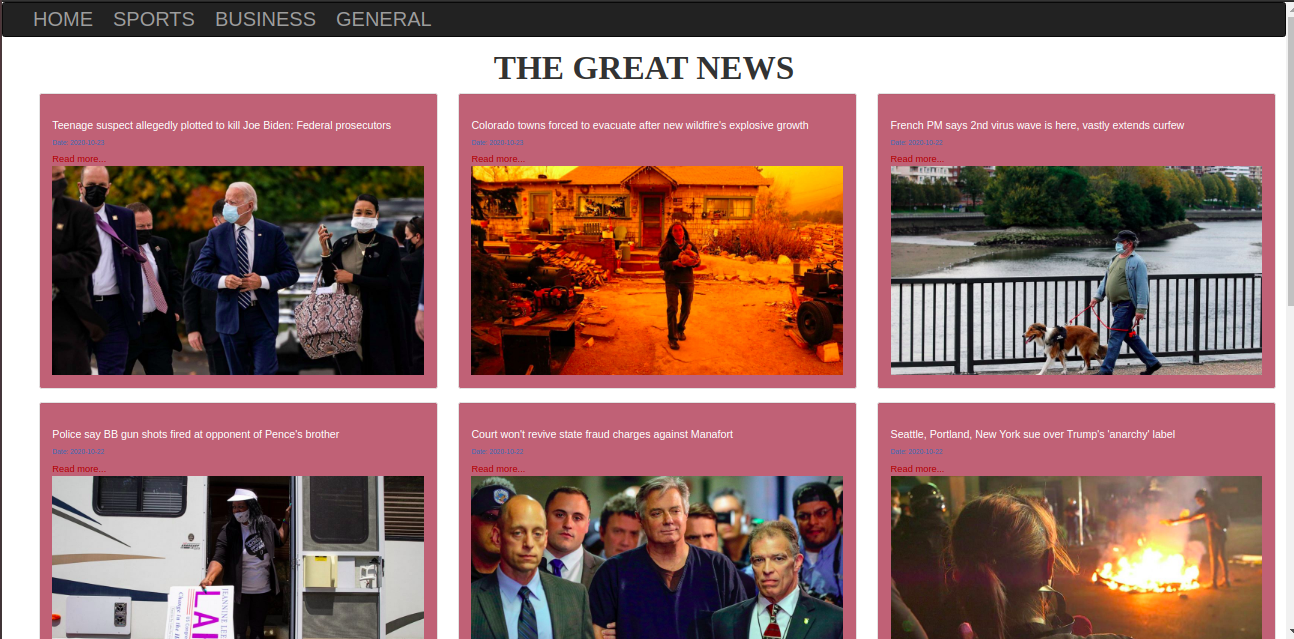 HOME SPORTS BUSINESS GENERAL
THE GREAT NEWS
Teenage suspect allegedly plotted to kill Joe Biden: Federal prosecutors
Date: 2020-10-23
Read more...
Colorado towns forced to evacuate after new wildfire's explosive growth
Date: 2020-10-23
Read more...
French PM says 2nd virus wave is here, vastly extends curfew
Date: 2020-10-22
Read more...
Police say BB gun shots fired at opponent of Pence's brother
Date: 2020-10-22
Read more...
Court won't revive state fraud charges against Manafort
Date: 2020-10-22
Read more...
Seattle, Portland, New York sue over Trump's 'anarchy' label
Date: 2020-10-22
Read more...
JEANNINE
LA